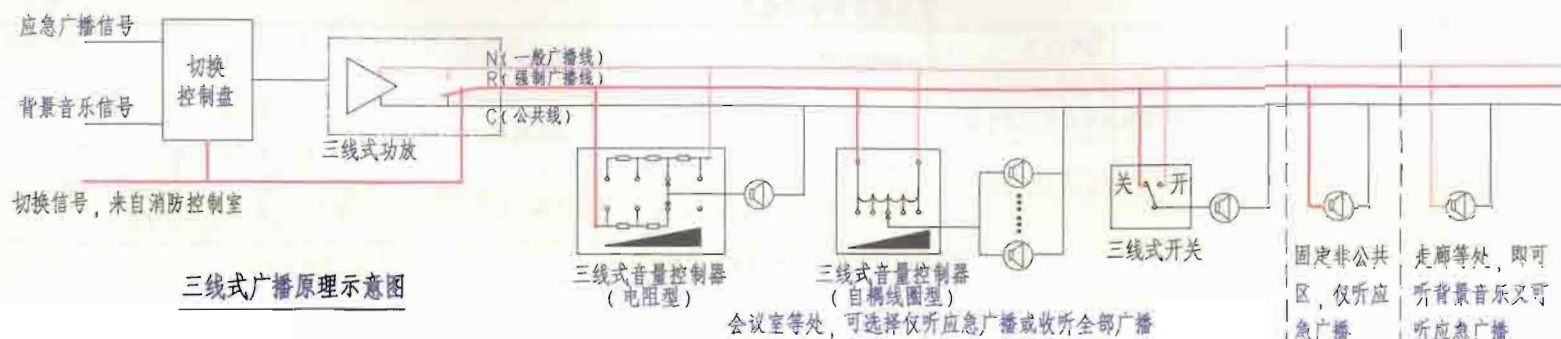 应急广播信号
背景音乐信号
切换
控制盘
切换信号，来自消防控制室
三线式功放
N（一般广播线）
R（强制广播线）
C（公共线）
三线式音量控制器
（电阻型）
三线式音量控制器
（自耦线圈型）
会议室等处，可选择仅听应急广播或收听全部广播
关 开
三线式开关
固定非公共
区，仅听应
急广播
走廊等处，即可
听背景音乐又可
听应急广播
三线式广播原理示意图